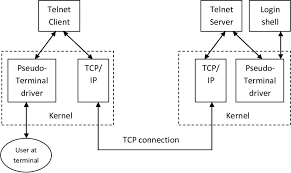 Telnet
Client
Telnet
Server
Login
shell
Pseudo-
Terminal
driver
TCP/
IP
TCP/
IP
Pseudo-
Terminal
driver
Kernel
Kernel
TCP connection
User at
terminal